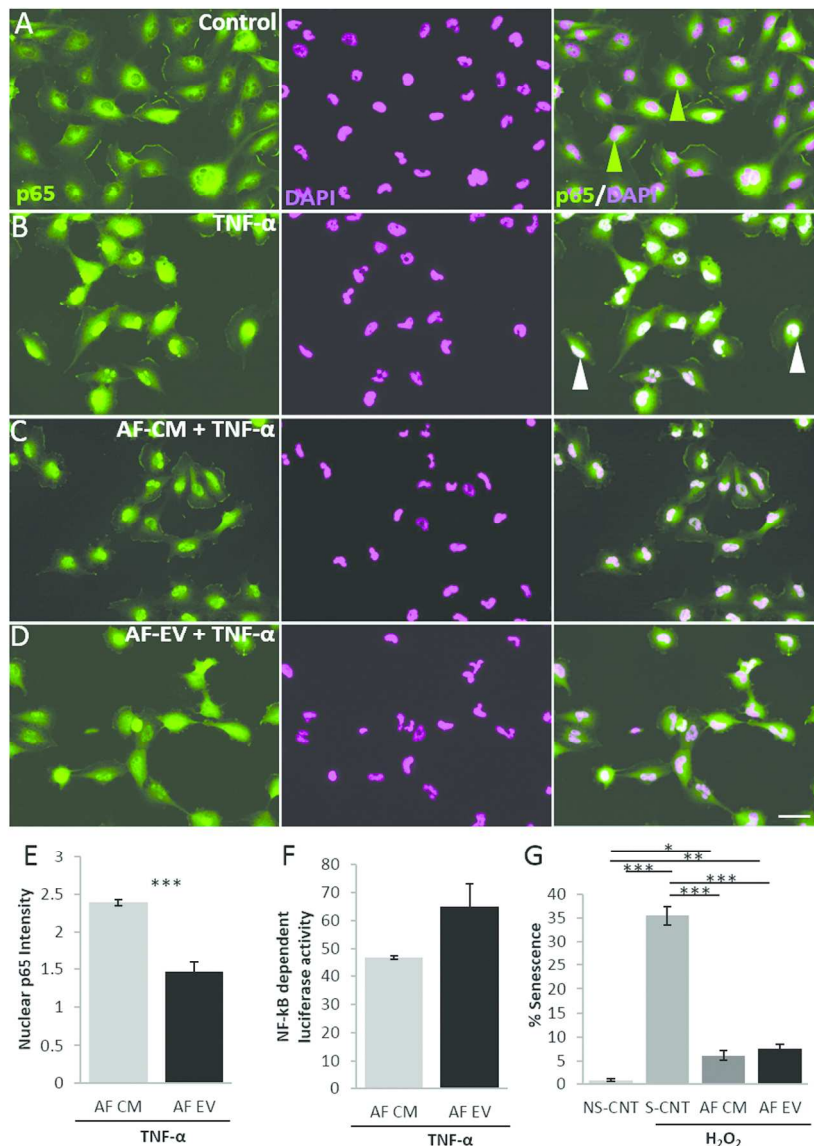 A Control
p65
DAPI
p65/DAPI
B TNF-α
C AF-CM + TNF-α
D AF-EV + TNF-α
E
***
Nuclear p65 Intensity
3
2.5
2
1.5
1
0.5
0
AF CM AF EV
TNF-α
F
NF-kB dependent
luciferase activity
80
70
60
50
40
30
20
10
0
AF CM AF EV
TNF-α
G
*
**
***
***
***
% Senescence
40
35
30
25
20
15
10
5
0
NS-CNT S-CNT AF CM AF EV
H₂O₂